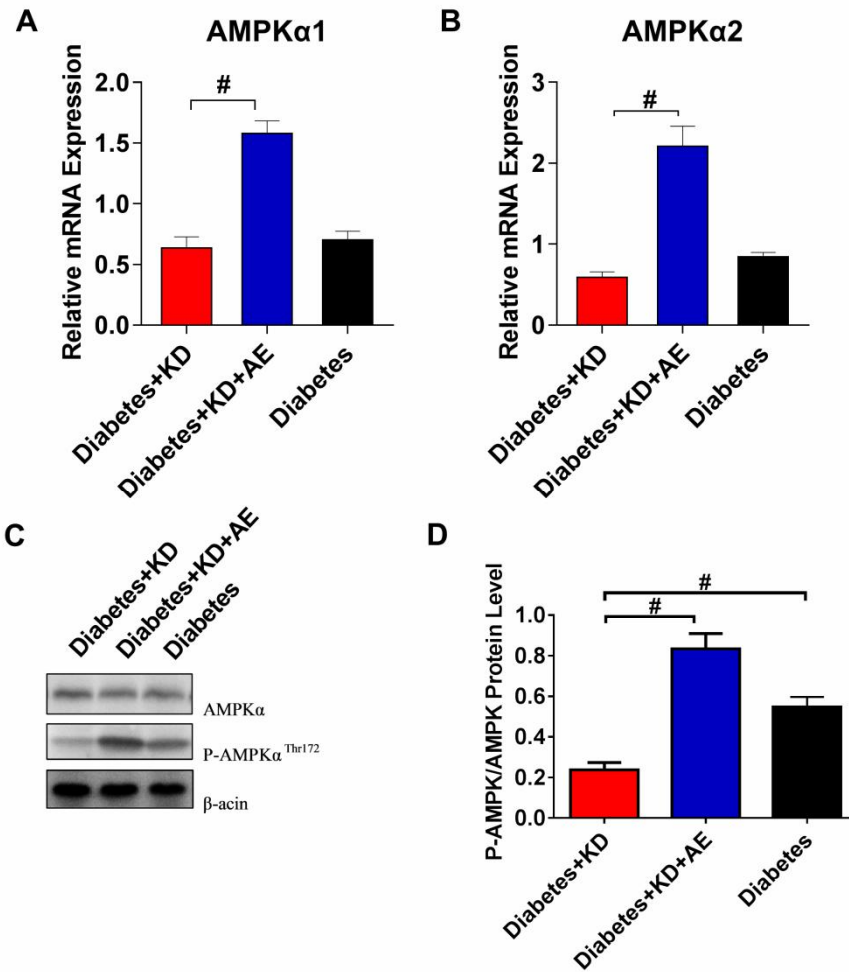 A
AMPKα1
Relative mRNA Expression
2.0
1.5
1.0
0.5
0.0
#
Diabetes+KD
Diabetes+KD+AE
Diabetes
B
AMPKα2
Relative mRNA Expression
3
2
1
0
#
Diabetes+KD
Diabetes+KD+AE
Diabetes
C
Diabetes+KD
Diabetes+KD+AE
Diabetes
AMPKα
P-AMPKα Thr172
β-acin
D
P-AMPK/AMPK Protein Level
1.0
0.8
0.6
0.4
0.2
0.0
#
#
Diabetes+KD
Diabetes+KD+AE
Diabetes